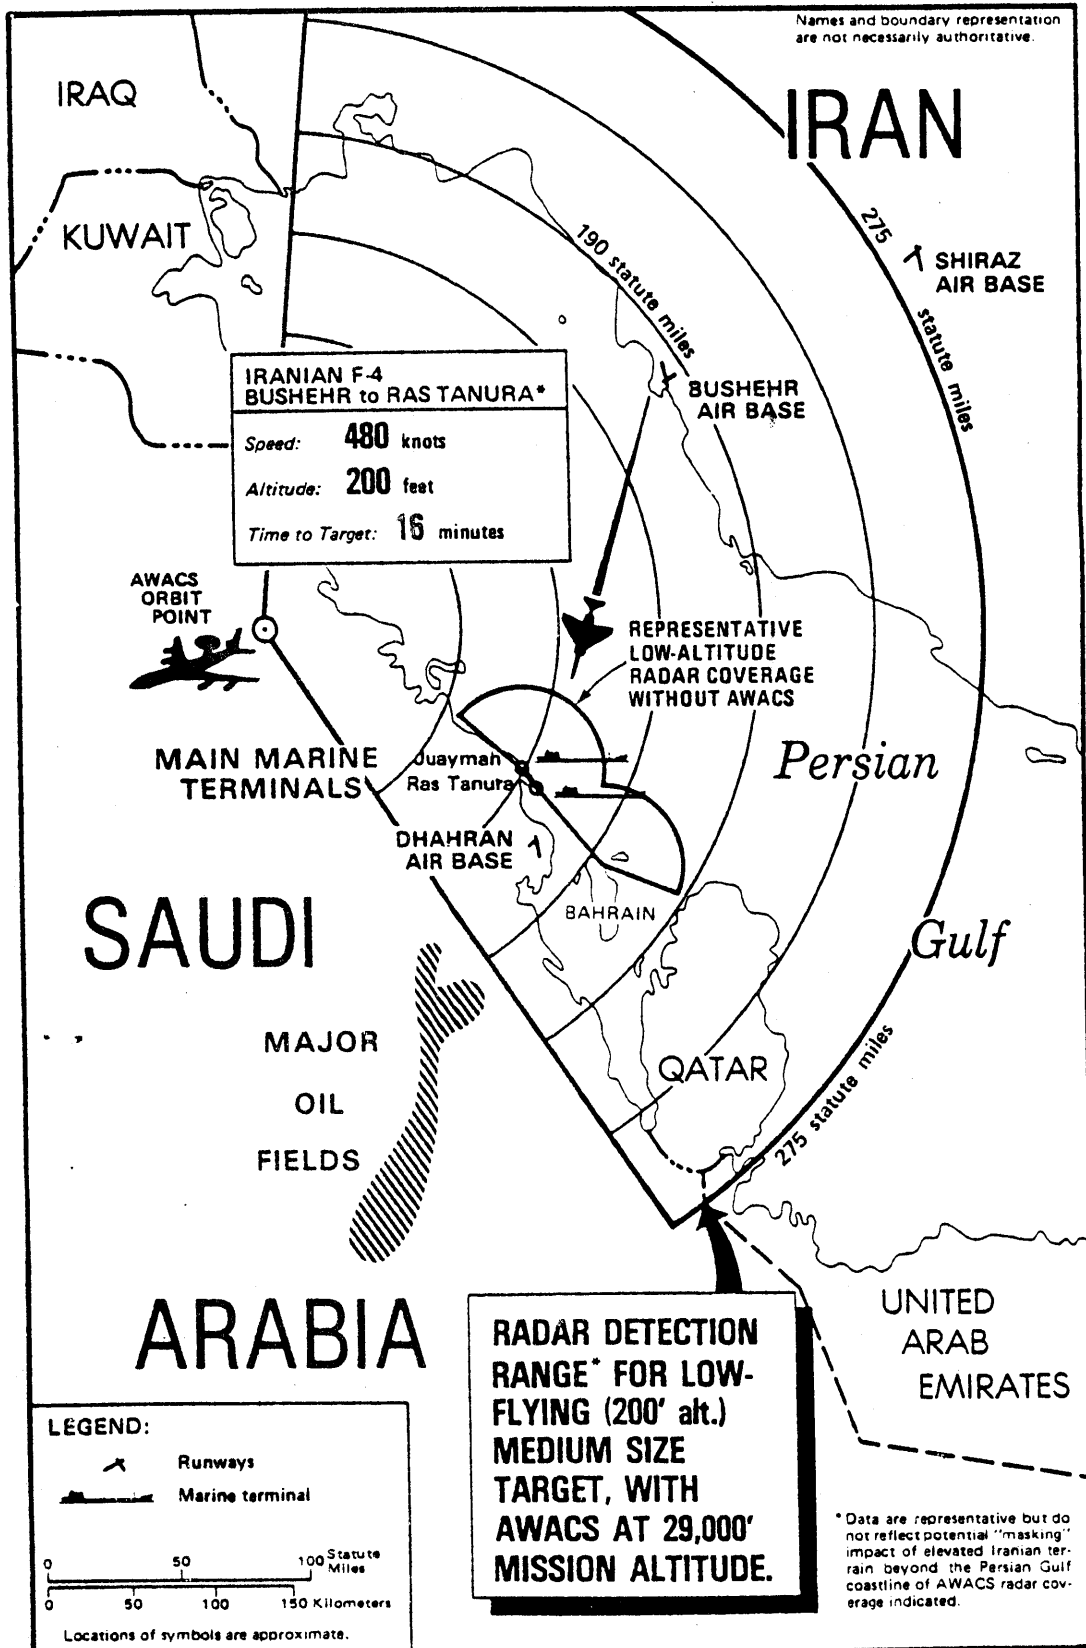 Names and boundary representation
are not necessarily authoritative.
IRAQ
IRAN
KUWAIT
190 statute miles
275 statute miles
SHIRAZ
AIR BASE
IRANIAN F-4
BUSHEHR to RAS TANURA*
Speed: 480 knots
Altitude: 200 feet
Time to Target: 16 minutes
BUSHEHR
AIR BASE
AWACS
ORBIT
POINT
REPRESENTATIVE
LOW-ALTITUDE
RADAR COVERAGE
WITHOUT AWACS
MAIN MARINE
TERMINALS
Juaymah
Ras Tanura
Persian
Gulf
DHAHRAN
AIR BASE
BAHRAIN
SAUDI
MAJOR
OIL
FIELDS
QATAR
275 statute miles
ARABIA
UNITED
ARAB
EMIRATES
RADAR DETECTION
RANGE* FOR LOW-
FLYING (200' alt.)
MEDIUM SIZE
TARGET, WITH
AWACS AT 29,000'
MISSION ALTITUDE.
LEGEND:
Runways
Marine terminal
0 50 100 Statute
Miles
0 50 100 150 Kilometers
Locations of symbols are approximate.
* Data are representative but do
not reflect potential "masking"
impact of elevated Iranian ter-
rain beyond the Persian Gulf
coastline of AWACS radar cov-
erage indicated.